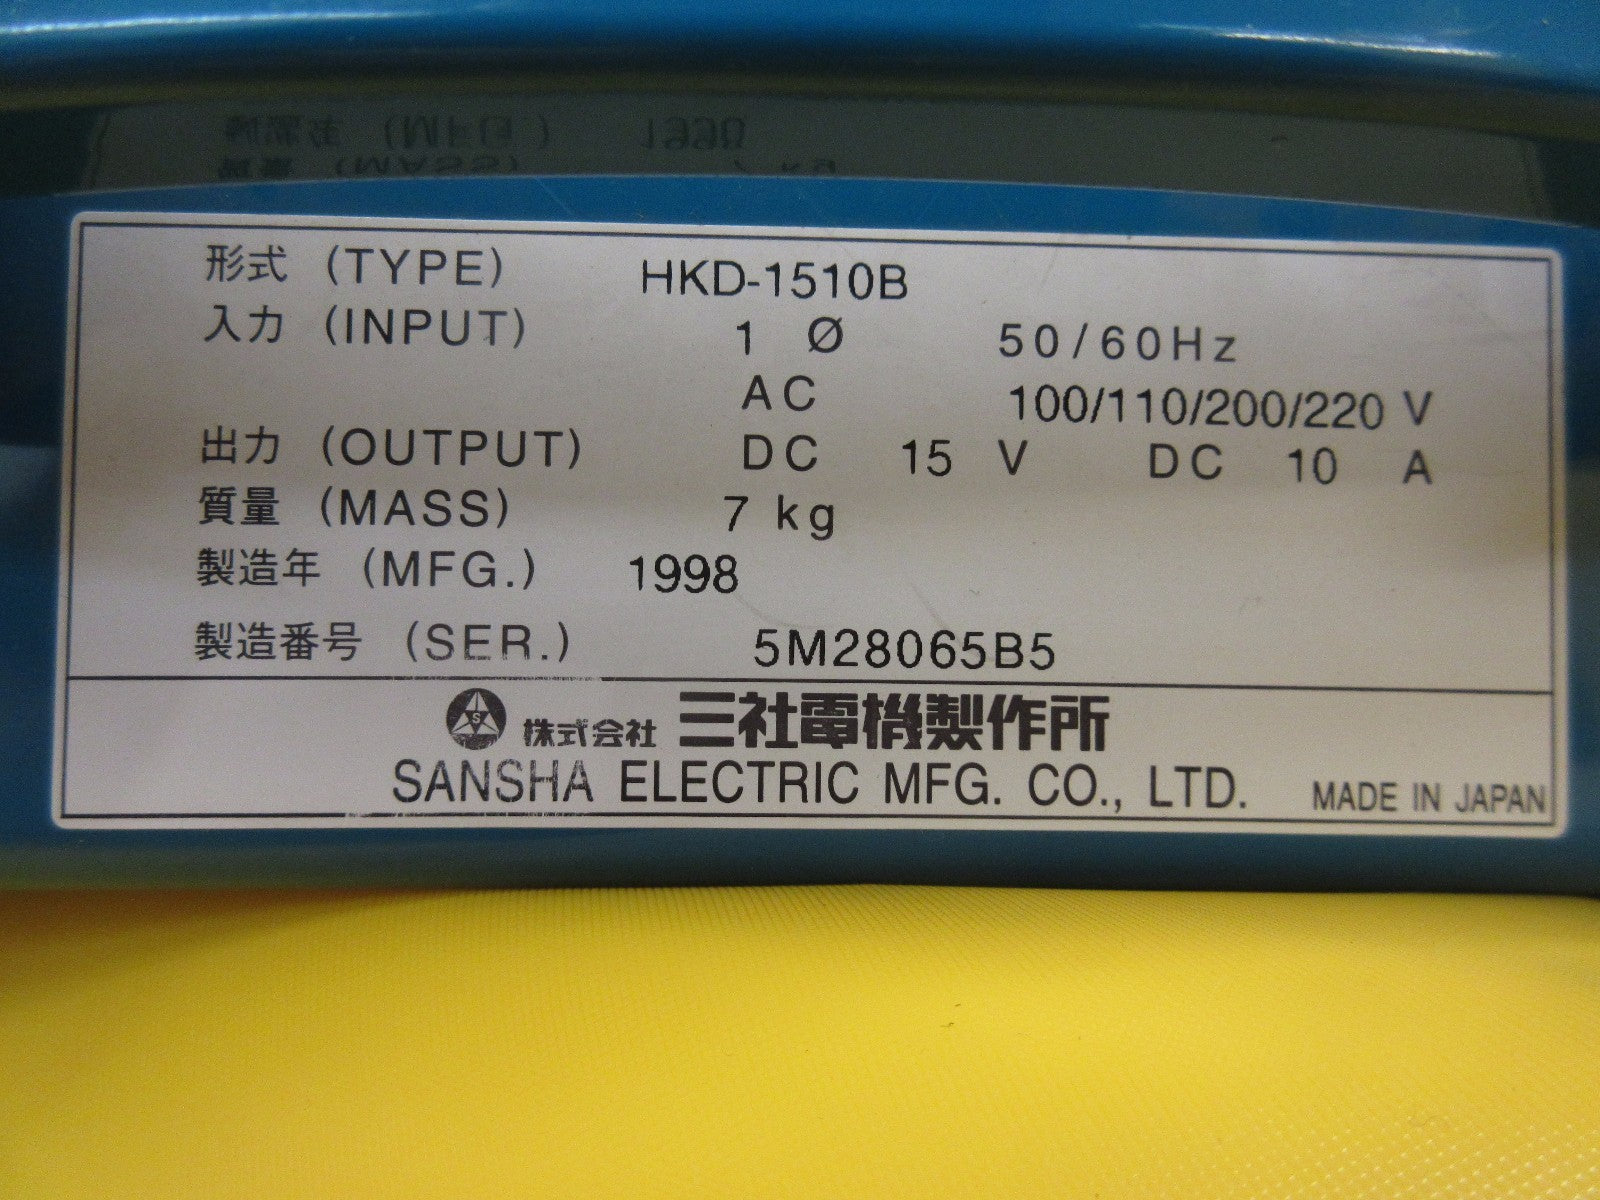 形式 (TYPE) HKD-1510B
入力 (INPUT) 1 Ø 50/60Hz
AC 100/110/200/220 V
出力 (OUTPUT) DC 15 V DC 10 A
質量 (MASS) 7 kg
製造年 (MFG.) 1998
製造番号 (SER.) 5M28065B5
S 株式会社 三社電機製作所
SANSHA ELECTRIC MFG. CO., LTD. MADE IN JAPAN